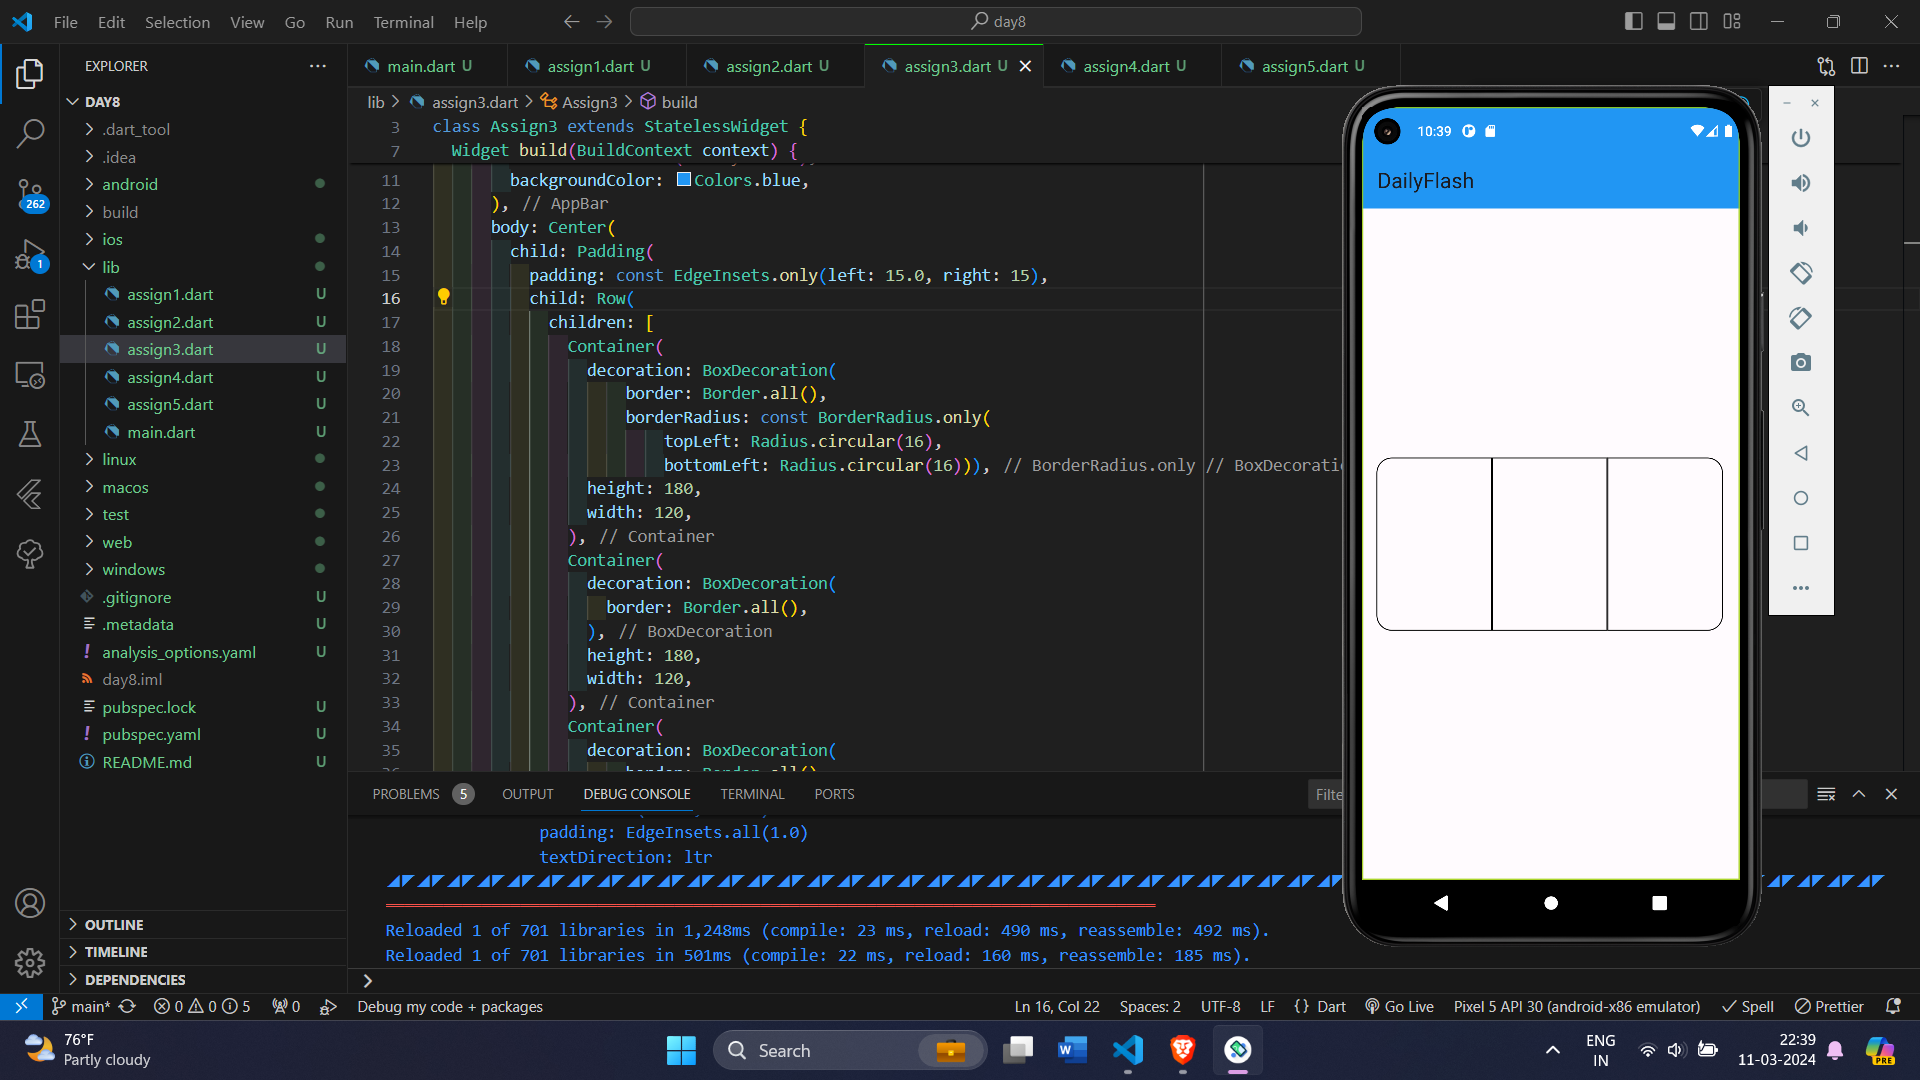 File Edit Selection View Go Run Terminal Help
day8
EXPLORER
DAY8
.dart_tool
.idea
android
build
ios
lib
assign1.dart U
assign2.dart U
assign3.dart U
assign4.dart U
assign5.dart U
main.dart U
linux
macos
test
web
windows
.gitignore U
.metadata U
analysis_options.yaml U
day8.iml
pubspec.lock U
pubspec.yaml U
README.md U
OUTLINE
TIMELINE
DEPENDENCIES
262
1
main.dart U assign1.dart U assign2.dart U assign3.dart U assign4.dart U assign5.dart U
lib > assign3.dart > Assign3 > build
3 class Assign3 extends StatelessWidget {
7 Widget build(BuildContext context) {
11 backgroundColor: Colors.blue,
12 ), // AppBar
13 body: Center(
14 child: Padding(
15 padding: const EdgeInsets.only(left: 15.0, right: 15),
16 child: Row(
17 children: [
18 Container(
19 decoration: BoxDecoration(
20 border: Border.all(),
21 borderRadius: const BorderRadius.only(
22 topLeft: Radius.circular(16),
23 bottomLeft: Radius.circular(16))), // BorderRadius.only // BoxDecorati
24 height: 180,
25 width: 120,
26 ), // Container
27 Container(
28 decoration: BoxDecoration(
29 border: Border.all(),
30 ), // BoxDecoration
31 height: 180,
32 width: 120,
33 ), // Container
34 Container(
35 decoration: BoxDecoration(
10:39
DailyFlash
PROBLEMS 5 OUTPUT DEBUG CONSOLE TERMINAL PORTS
Filte
padding: EdgeInsets.all(1.0)
textDirection: ltr
Reloaded 1 of 701 libraries in 1,248ms (compile: 23 ms, reload: 490 ms, reassemble: 492 ms).
Reloaded 1 of 701 libraries in 501ms (compile: 22 ms, reload: 160 ms, reassemble: 185 ms).
main* 0 0 5 0 Debug my code + packages Ln 16, Col 22 Spaces: 2 UTF-8 LF {} Dart Go Live Pixel 5 API 30 (android-x86 emulator) Spell Prettier
76°F
Partly cloudy
Search
ENG
IN
22:39
11-03-2024
PRE